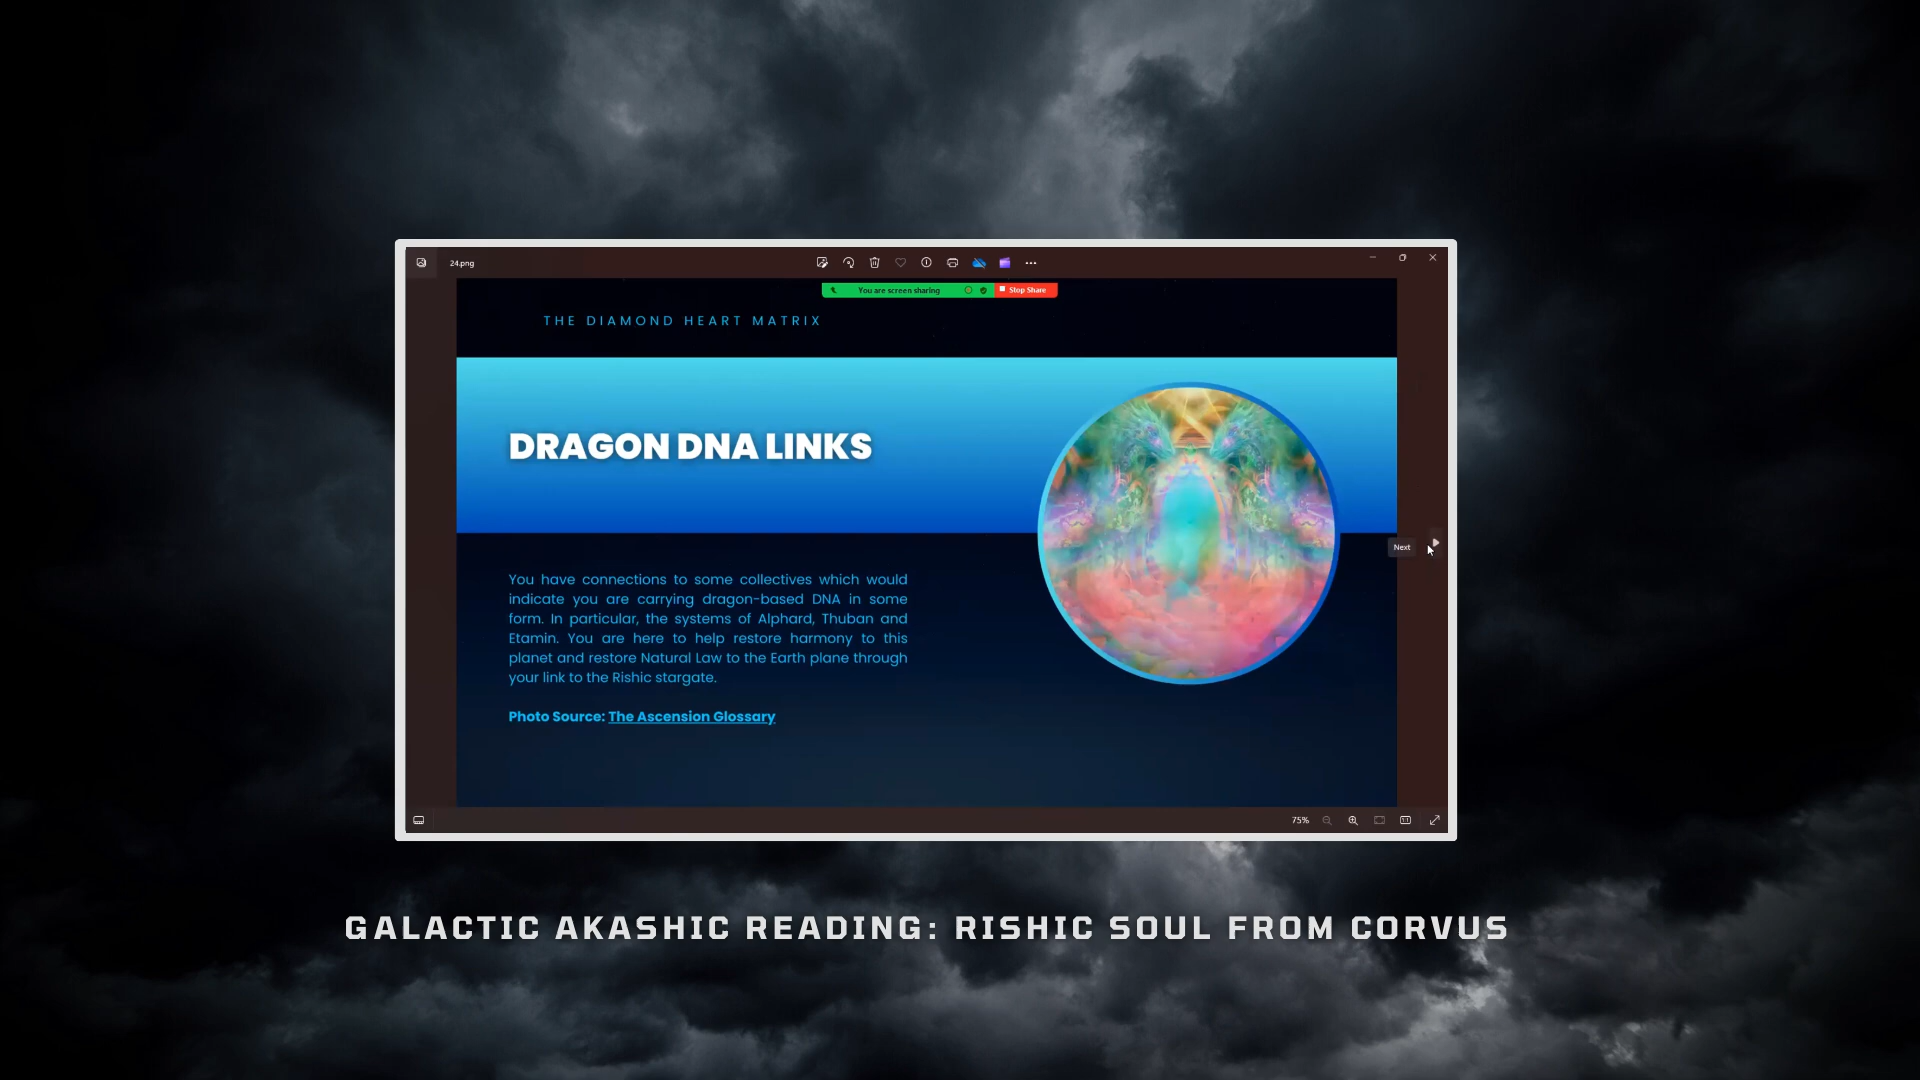 24.png
You are screen sharing
Stop Share
THE DIAMOND HEART MATRIX
DRAGON DNA LINKS
You have connections to some collectives which would
indicate you are carrying dragon-based DNA in some
form. In particular, the systems of Alphard, Thuban and
Etamin. You are here to help restore harmony to this
planet and restore Natural Law to the Earth plane through
your link to the Rishic stargate.
Photo Source: The Ascension Glossary
Next
75%
GALACTIC AKASHIC READING: RISHIC SOUL FROM CORVUS